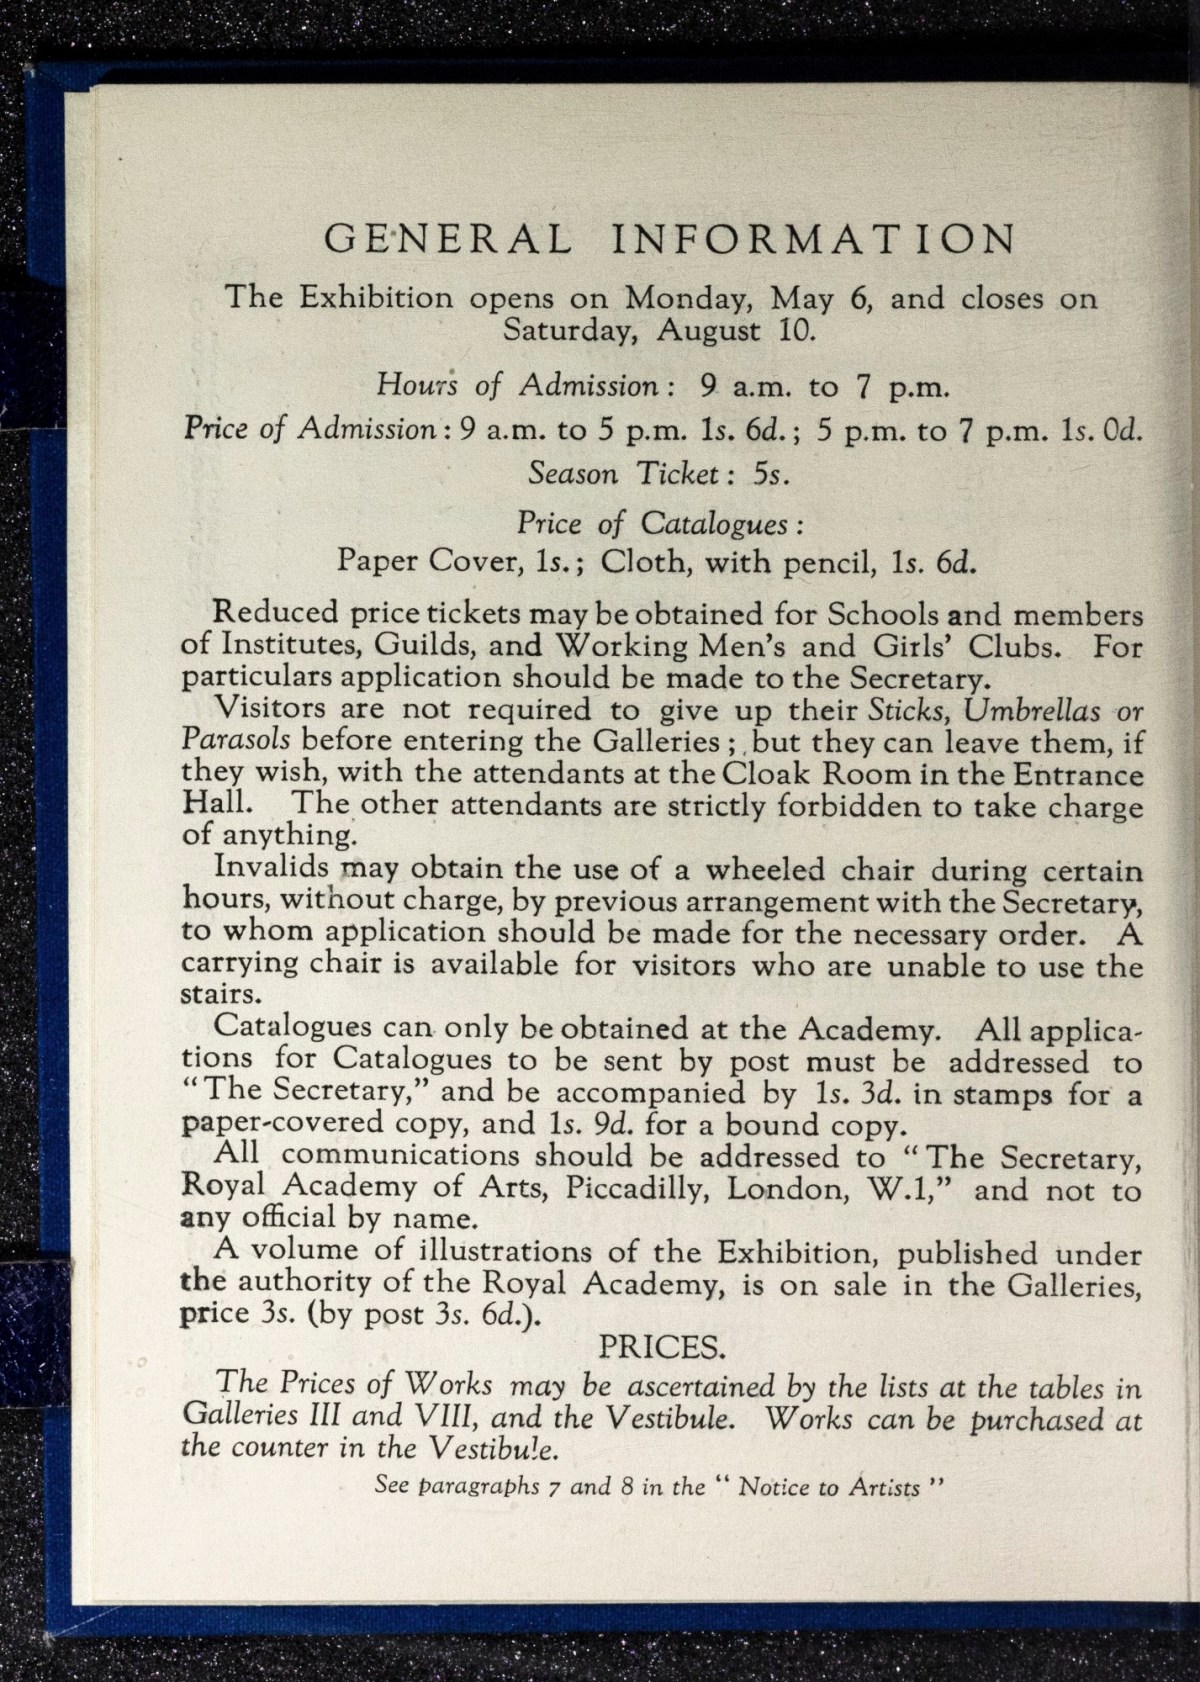 GENERAL INFORMATION
The Exhibition opens on Monday, May 6, and closes on
Saturday, August 10.
Hours of Admission: 9 a.m. to 7 p.m.
Price of Admission: 9 a.m. to 5 p.m. 1s. 6d.; 5 p.m. to 7 p.m. 1s. 0d.
Season Ticket: 5s.
Price of Catalogues:
Paper Cover, 1s.; Cloth, with pencil, 1s. 6d.
Reduced price tickets may be obtained for Schools and members
of Institutes, Guilds, and Working Men's and Girls' Clubs. For
particulars application should be made to the Secretary.
Visitors are not required to give up their Sticks, Umbrellas or
Parasols before entering the Galleries; but they can leave them, if
they wish, with the attendants at the Cloak Room in the Entrance
Hall. The other attendants are strictly forbidden to take charge
of anything.
Invalids may obtain the use of a wheeled chair during certain
hours, without charge, by previous arrangement with the Secretary,
to whom application should be made for the necessary order. A
carrying chair is available for visitors who are unable to use the
stairs.
Catalogues can only be obtained at the Academy. All applica-
tions for Catalogues to be sent by post must be addressed to
"The Secretary," and be accompanied by 1s. 3d. in stamps for a
paper-covered copy, and 1s. 9d. for a bound copy.
All communications should be addressed to "The Secretary,
Royal Academy of Arts, Piccadilly, London, W.1," and not to
any official by name.
A volume of illustrations of the Exhibition, published under
the authority of the Royal Academy, is on sale in the Galleries,
price 3s. (by post 3s. 6d.).
PRICES.
The Prices of Works may be ascertained by the lists at the tables in
Galleries III and VIII, and the Vestibule. Works can be purchased at
the counter in the Vestibule.
See paragraphs 7 and 8 in the "Notice to Artists"